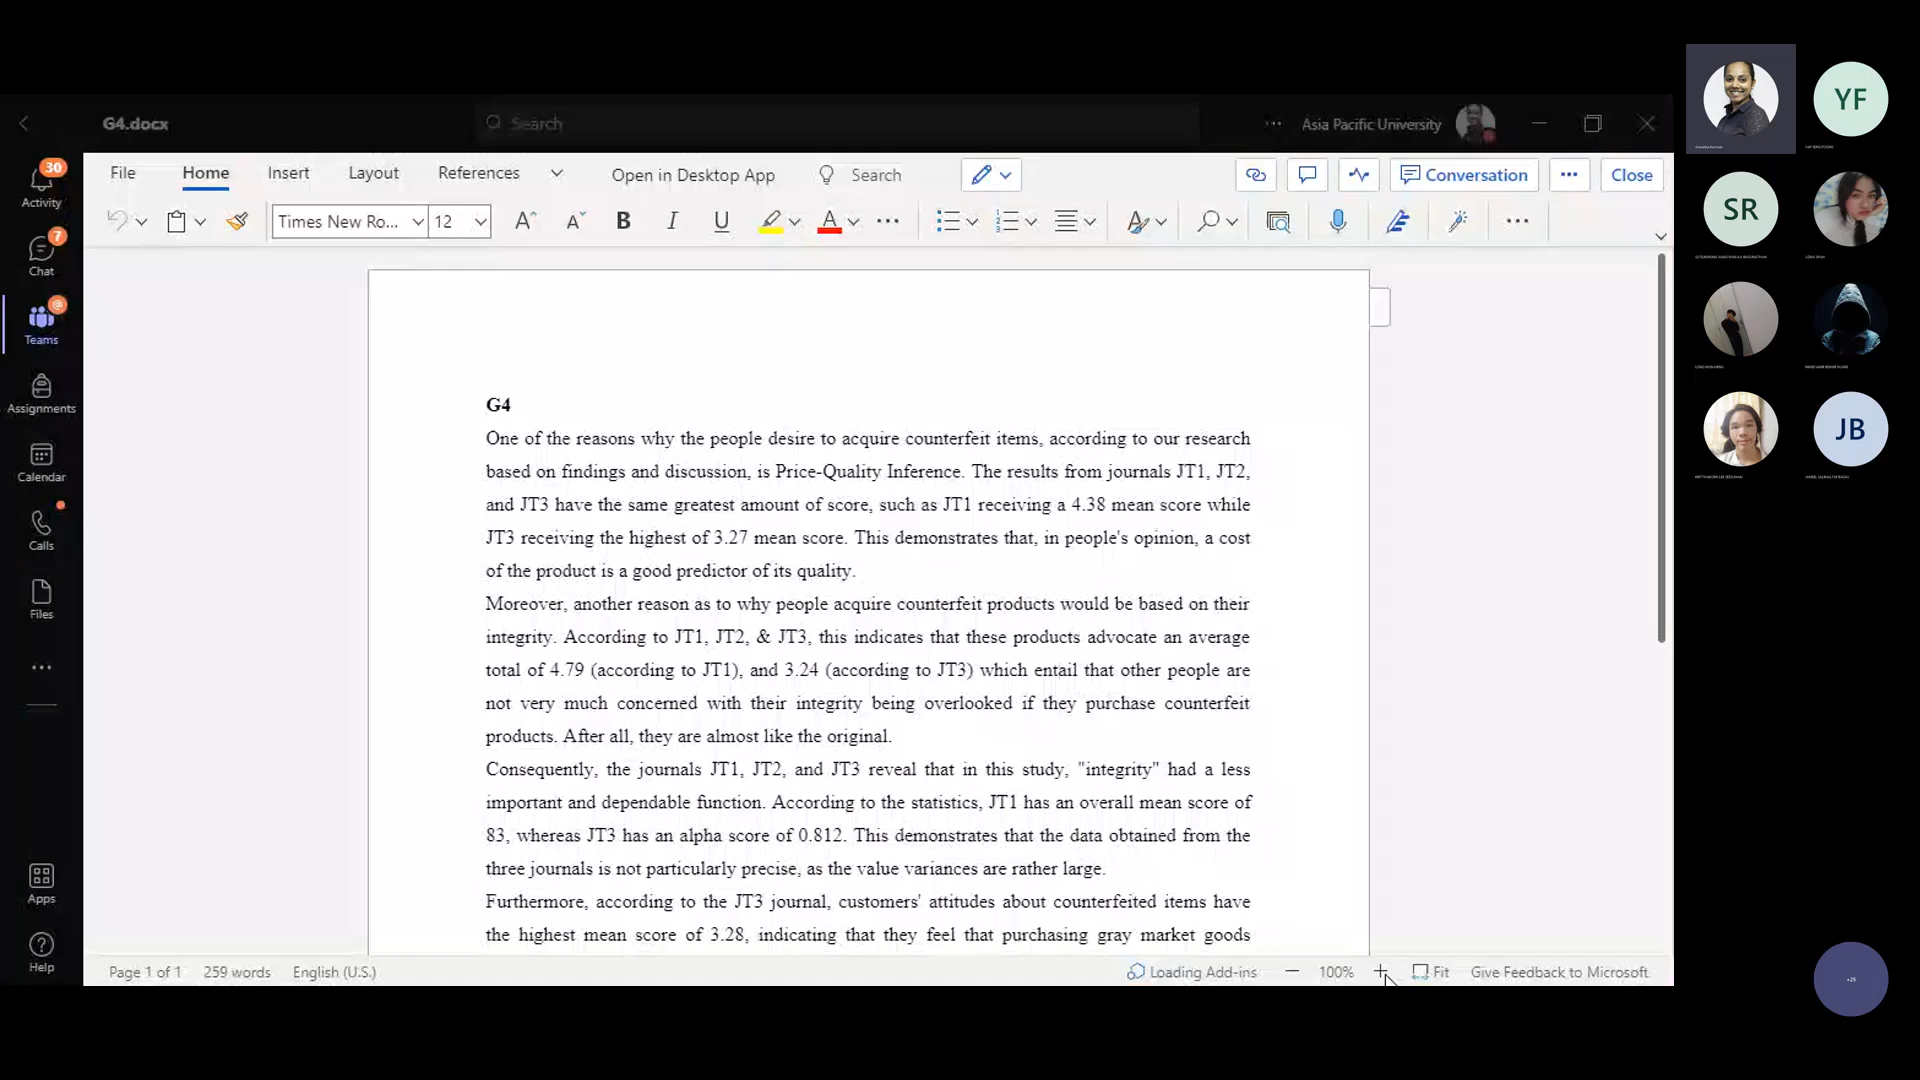 G4.docx
Search
Asia Pacific University
YF
30
Activity
7
Chat
Teams
Assignments
Calendar
Calls
Files
Apps
Help
File
Home
Insert
Layout
References
Open in Desktop App
Search
Conversation
Close
Times New Ro...
12
G4
One of the reasons why the people desire to acquire counterfeit items, according to our research
based on findings and discussion, is Price-Quality Inference. The results from journals JT1, JT2,
and JT3 have the same greatest amount of score, such as JT1 receiving a 4.38 mean score while
JT3 receiving the highest of 3.27 mean score. This demonstrates that, in people's opinion, a cost
of the product is a good predictor of its quality.
Moreover, another reason as to why people acquire counterfeit products would be based on their
integrity. According to JT1, JT2, & JT3, this indicates that these products advocate an average
total of 4.79 (according to JT1), and 3.24 (according to JT3) which entail that other people are
not very much concerned with their integrity being overlooked if they purchase counterfeit
products. After all, they are almost like the original.
Consequently, the journals JT1, JT2, and JT3 reveal that in this study, "integrity" had a less
important and dependable function. According to the statistics, JT1 has an overall mean score of
83, whereas JT3 has an alpha score of 0.812. This demonstrates that the data obtained from the
three journals is not particularly precise, as the value variances are rather large.
Furthermore, according to the JT3 journal, customers' attitudes about counterfeited items have
the highest mean score of 3.28, indicating that they feel that purchasing gray market goods
Page 1 of 1
259 words
English (U.S.)
Loading Add-ins
100%
Fit
Give Feedback to Microsoft
SR
JB
+25